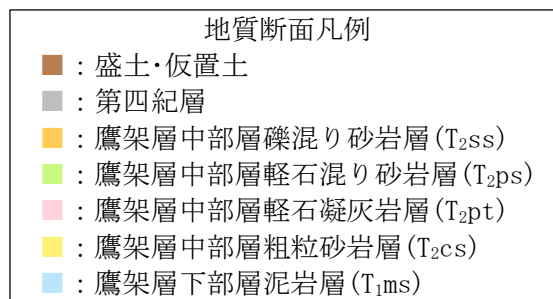 地質断面凡例
：盛土・仮置土
：第四紀層
：鷹架層中部層礫混り砂岩層(T₂ss)
：鷹架層中部層軽石混り砂岩層(T₂ps)
：鷹架層中部層軽石凝灰岩層(T₂pt)
：鷹架層中部層粗粒砂岩層(T₂cs)
：鷹架層下部層泥岩層(T₁ms)